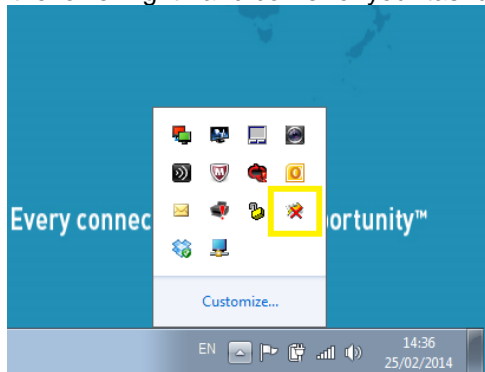 Every connec
ortunity™
Customize...
EN
14:36
25/02/2014